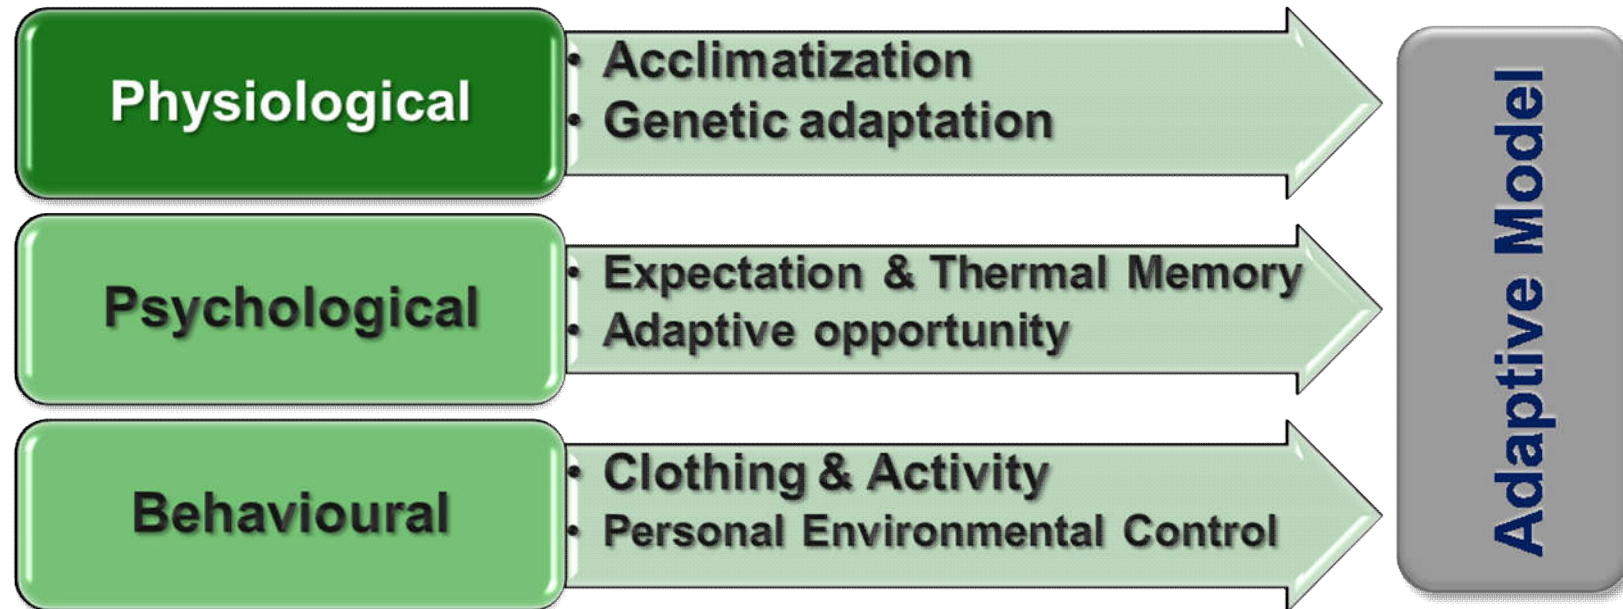 Physiological
• Acclimatization
• Genetic adaptation
Psychological
• Expectation & Thermal Memory
• Adaptive opportunity
Behavioural
• Clothing & Activity
• Personal Environmental Control
Adaptive Model